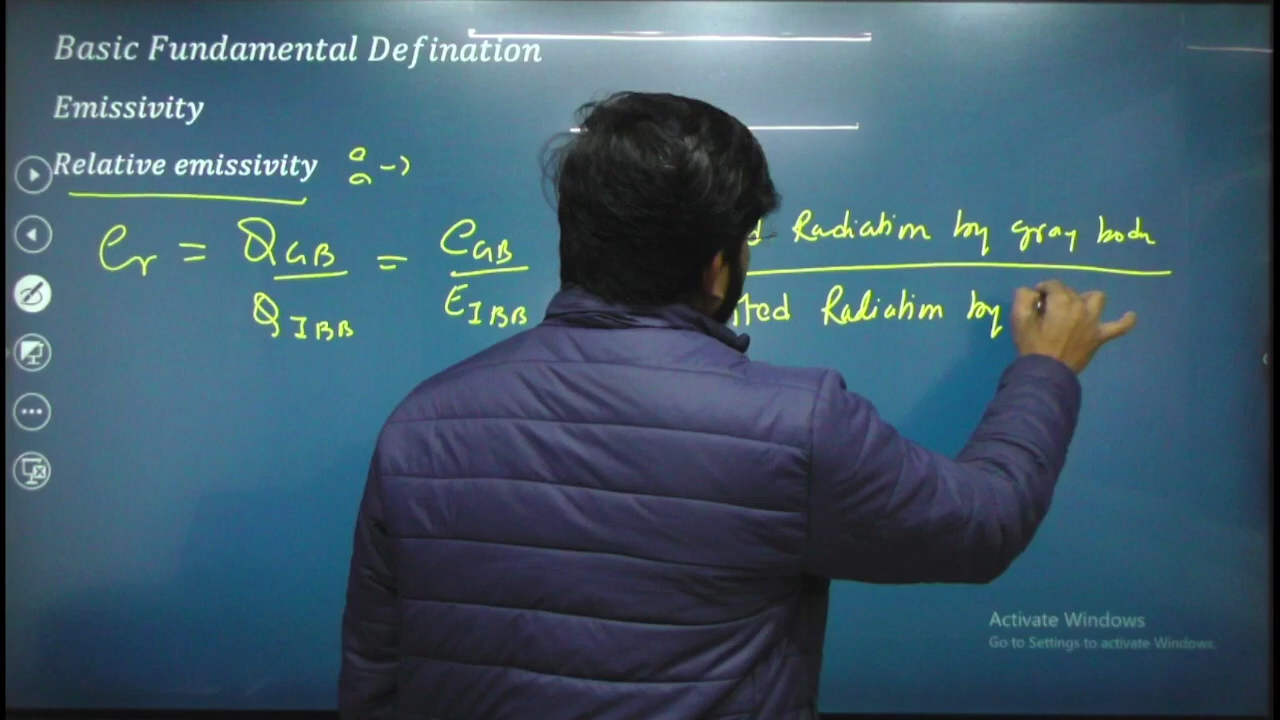 Basic Fundamental Defination
Emissivity
Relative emissivity :->
er = QGB / QIBB = EGB / EIBB
Radiation by gray body
Radiation by
Activate Windows
Go to Settings to activate Windows.